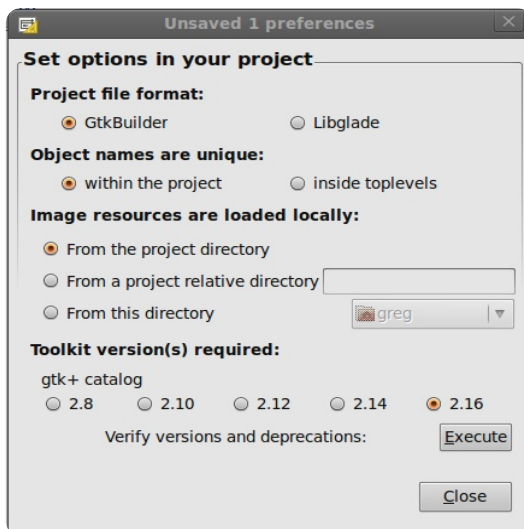 Unsaved 1 preferences
Set options in your project
Project file format:
GtkBuilder Libglade
Object names are unique:
within the project inside toplevels
Image resources are loaded locally:
From the project directory
From a project relative directory
From this directory greg
Toolkit version(s) required:
gtk+ catalog
2.8 2.10 2.12 2.14 2.16
Verify versions and deprecations: Execute
Close